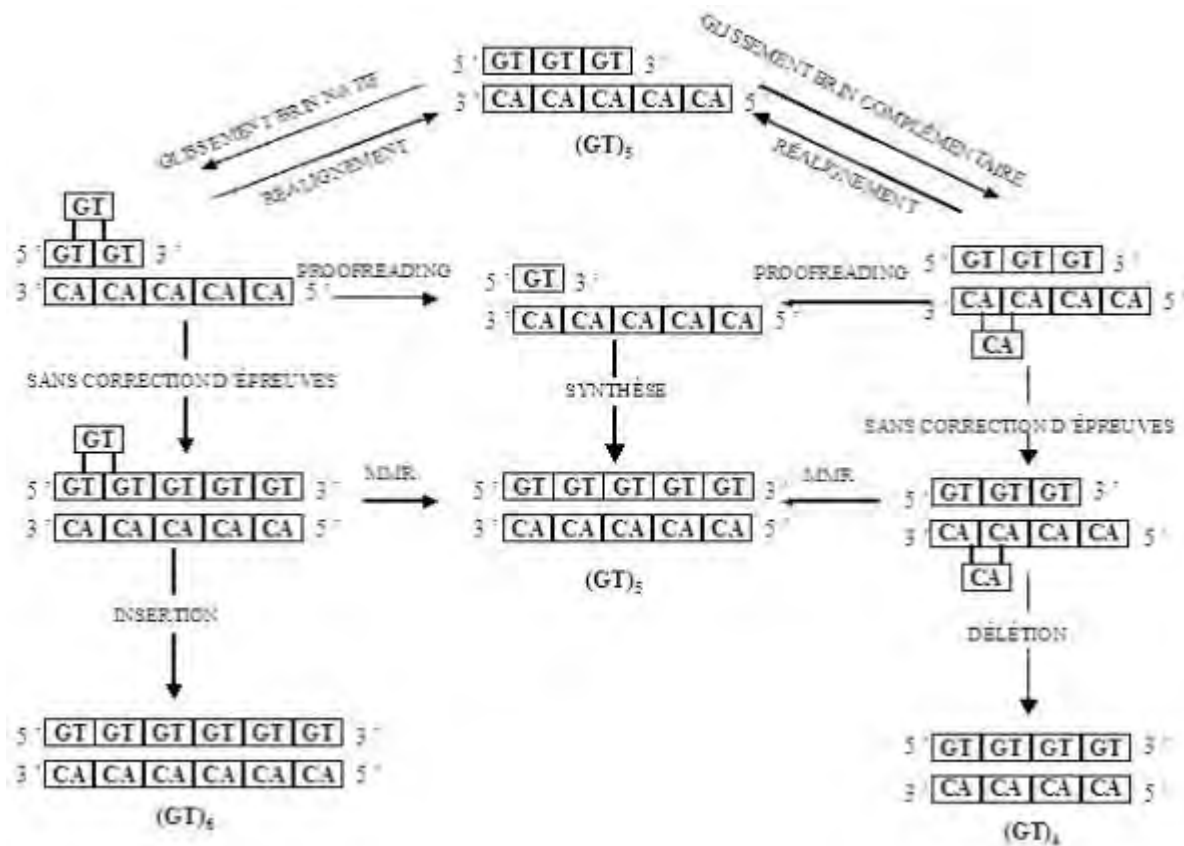 GLISSEMENT BRIN NATIF
RÉALIGNEMENT
5' GT GT GT 3'
3' CA CA CA CA CA 5'
(GT)5
GLISSEMENT BRIN COMPLÉMENTAIRE
RÉALIGNEMENT
GT
5' GT GT 3'
3' CA CA CA CA CA 5'
PROOFREADING
5' GT 3'
3' CA CA CA CA CA 5'
PROOFREADING
5' GT GT GT 3'
3' CA CA CA CA 5'
CA
SANS CORRECTION D'ÉPREUVES
SYNTHÈSE
SANS CORRECTION D'ÉPREUVES
GT
5' GT GT GT GT GT 3'
3' CA CA CA CA CA 5'
MMR
5' GT GT GT GT GT 3'
3' CA CA CA CA CA 5'
(GT)5
MMR
5' GT GT GT 3'
3' CA CA CA CA 5'
CA
INSERTION
DÉLÉTION
5' GT GT GT GT GT GT 3'
3' CA CA CA CA CA CA 5'
(GT)6
5' GT GT GT GT 3'
3' CA CA CA CA 5'
(GT)4